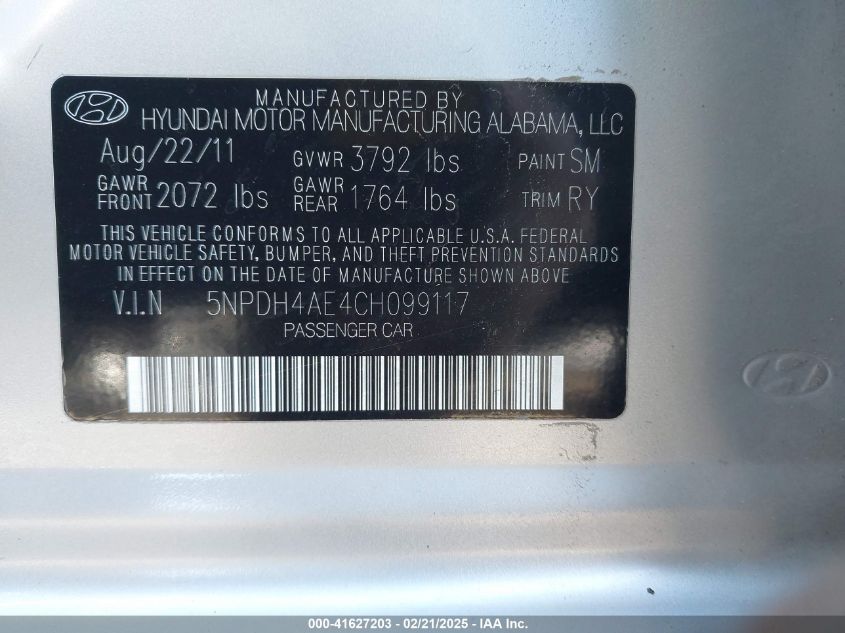 MANUFACTURED BY
HYUNDAI MOTOR MANUFACTURING ALABAMA, LLC
Aug/22/11 GVWR 3792 lbs PAINT SM
GAWR FRONT 2072 lbs GAWR REAR 1764 lbs TRIM RY
THIS VEHICLE CONFORMS TO ALL APPLICABLE U.S.A. FEDERAL
MOTOR VEHICLE SAFETY, BUMPER, AND THEFT PREVENTION STANDARDS
IN EFFECT ON THE DATE OF MANUFACTURE SHOWN ABOVE
V.I.N 5NPDH4AE4CH099117
PASSENGER CAR
000-41627203 - 02/21/2025 - IAA Inc.